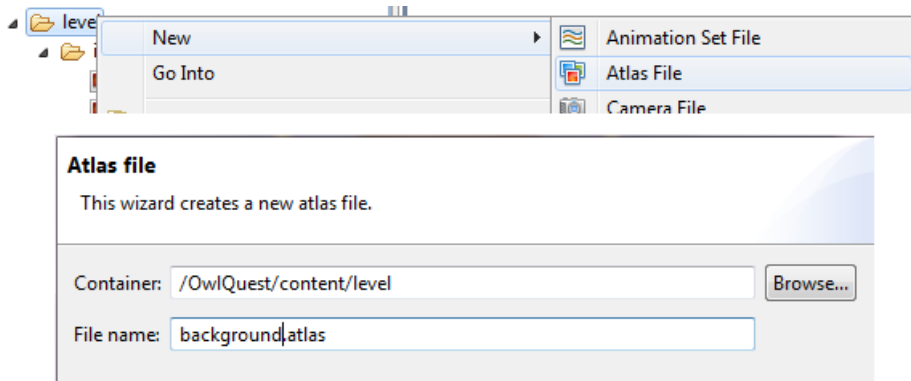 level
New
Animation Set File
Go Into
Atlas File
Camera File
Atlas file
This wizard creates a new atlas file.
Container: /OwlQuest/content/level Browse...
File name: background.atlas